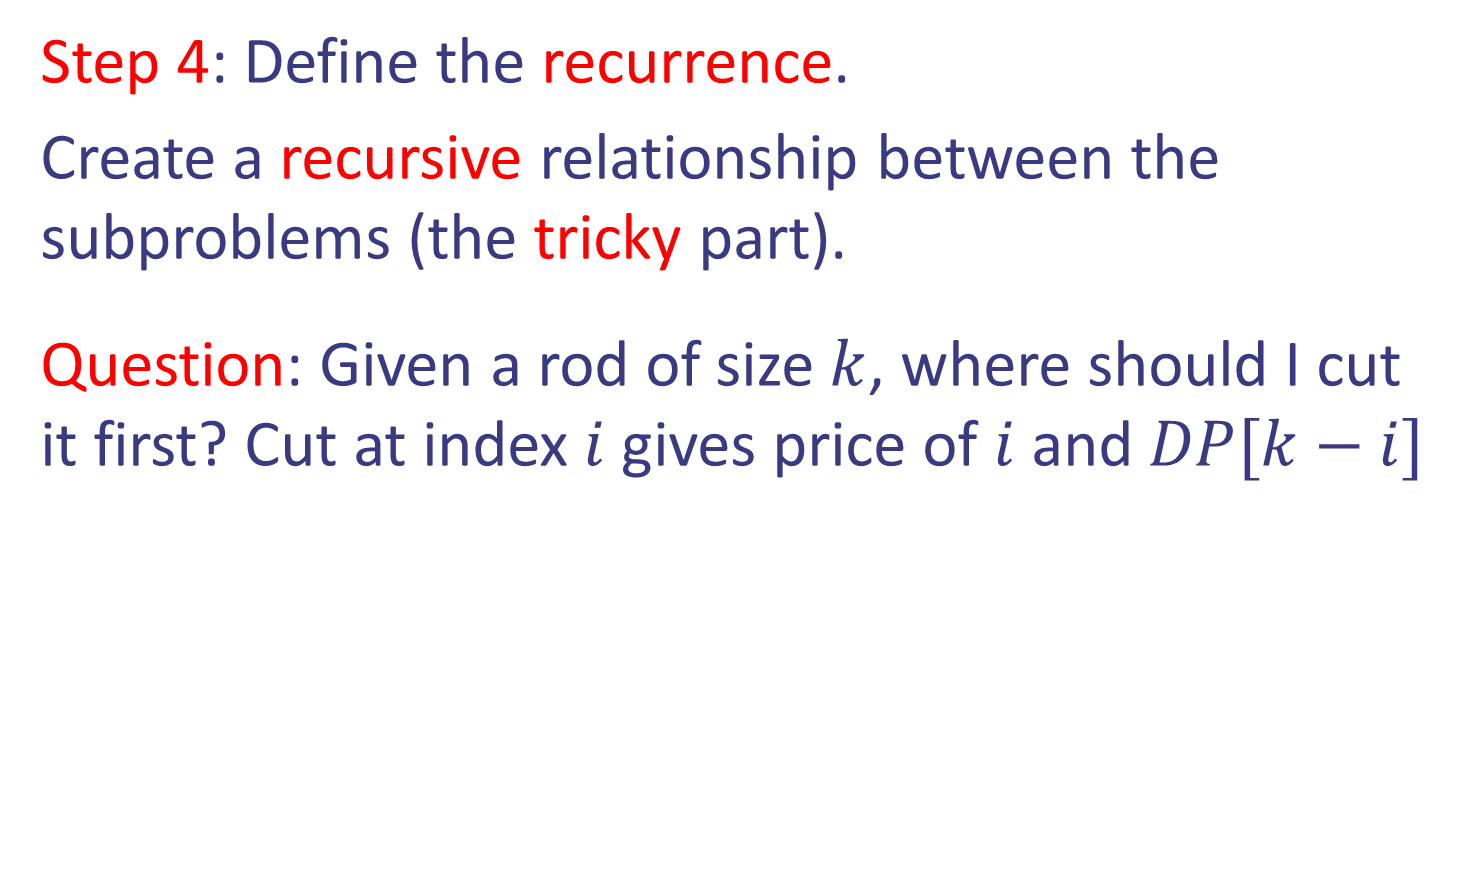 Step 4: Define the recurrence.
Create a recursive relationship between the
subproblems (the tricky part).
Question: Given a rod of size k, where should I cut
it first? Cut at index i gives price of i and DP[k − i]